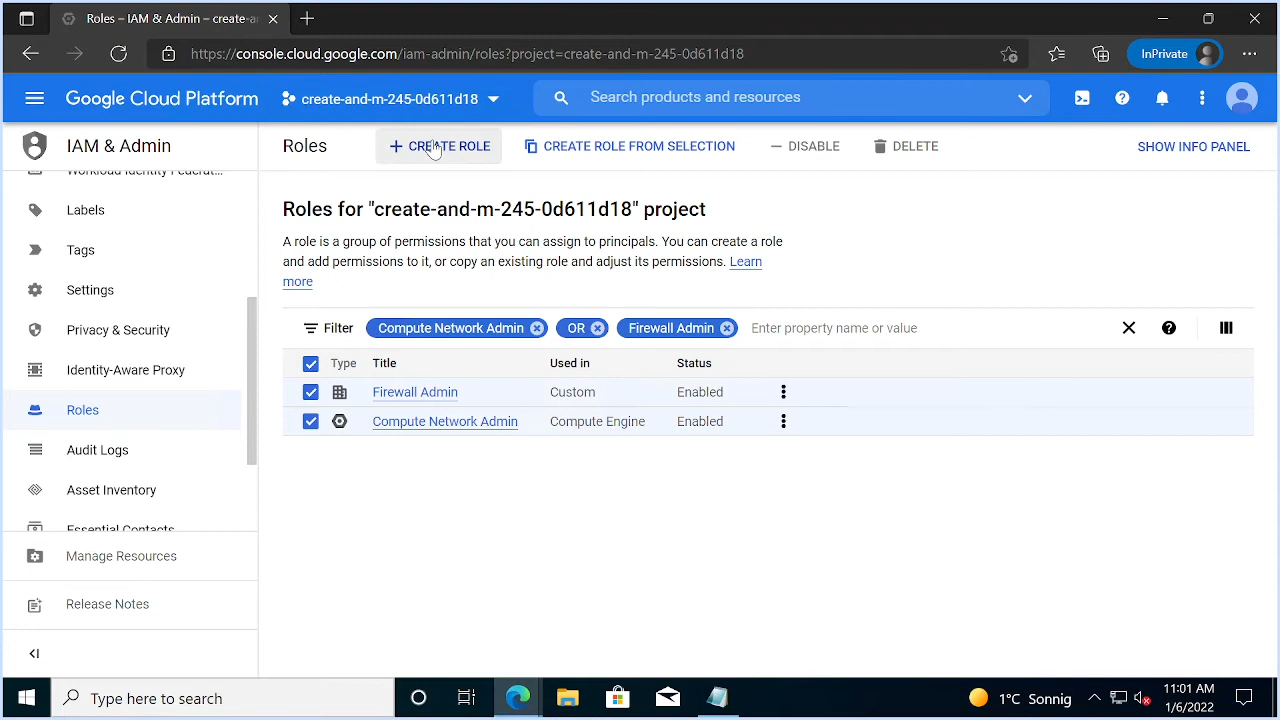 Roles – IAM & Admin – create-an
https://console.cloud.google.com/iam-admin/roles?project=create-and-m-245-0d611d18
InPrivate
Google Cloud Platform
create-and-m-245-0d611d18
Search products and resources
IAM & Admin
Roles
CREATE ROLE
CREATE ROLE FROM SELECTION
DISABLE
DELETE
SHOW INFO PANEL
Workload Identity Federat...
Labels
Tags
Settings
Privacy & Security
Identity-Aware Proxy
Roles
Audit Logs
Asset Inventory
Essential Contacts
Manage Resources
Release Notes
Roles for "create-and-m-245-0d611d18" project
A role is a group of permissions that you can assign to principals. You can create a role
and add permissions to it, or copy an existing role and adjust its permissions. Learn
more
Filter Compute Network Admin OR Firewall Admin Enter property name or value
Type Title Used in Status
Firewall Admin Custom Enabled
Compute Network Admin Compute Engine Enabled
Type here to search
1°C Sonnig
11:01 AM
1/6/2022